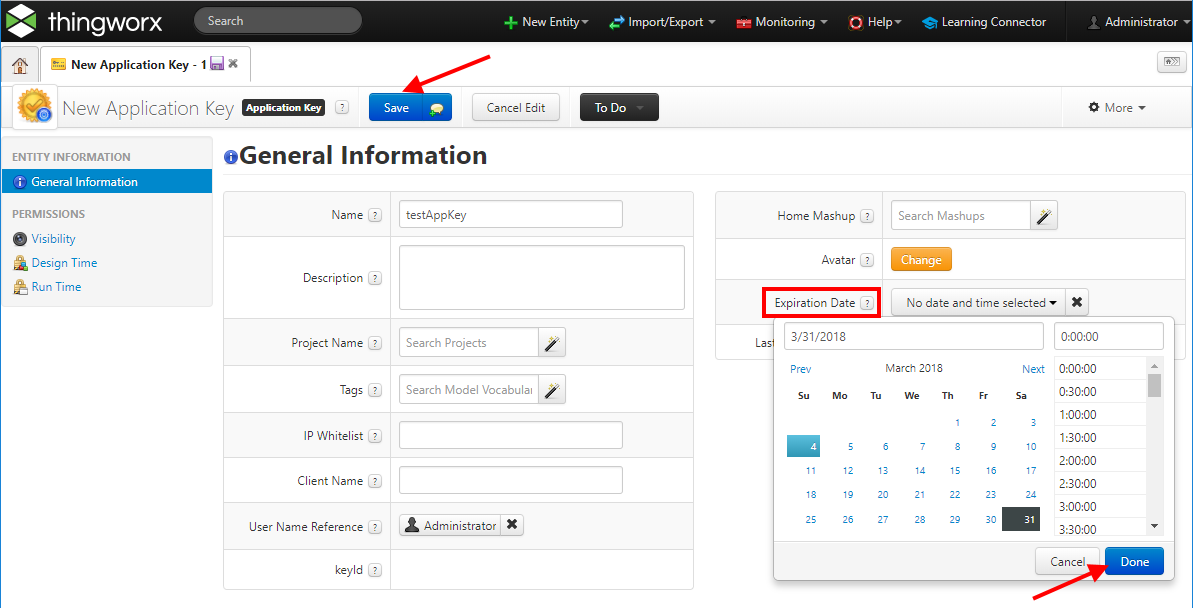 thingworx
Search
New Entity
Import/Export
Monitoring
Help
Learning Connector
Administrator
New Application Key - 1
New Application Key
Application Key
?
Save
Cancel Edit
To Do
More
ENTITY INFORMATION
General Information
PERMISSIONS
Visibility
Design Time
Run Time
General Information
Name ?
testAppKey
Description ?
Project Name ?
Search Projects
Tags ?
Search Model Vocabular
IP Whitelist ?
Client Name ?
User Name Reference ?
Administrator
keyId ?
Home Mashup ?
Search Mashups
Avatar ?
Change
Expiration Date ?
No date and time selected
Las
3/31/2018
0:00:00
Prev
March 2018
Next
Su Mo Tu We Th Fr Sa
1 2 3
4 5 6 7 8 9 10
11 12 13 14 15 16 17
18 19 20 21 22 23 24
25 26 27 28 29 30 31
0:00:00
0:30:00
1:00:00
1:30:00
2:00:00
2:30:00
3:00:00
3:30:00
Cancel
Done